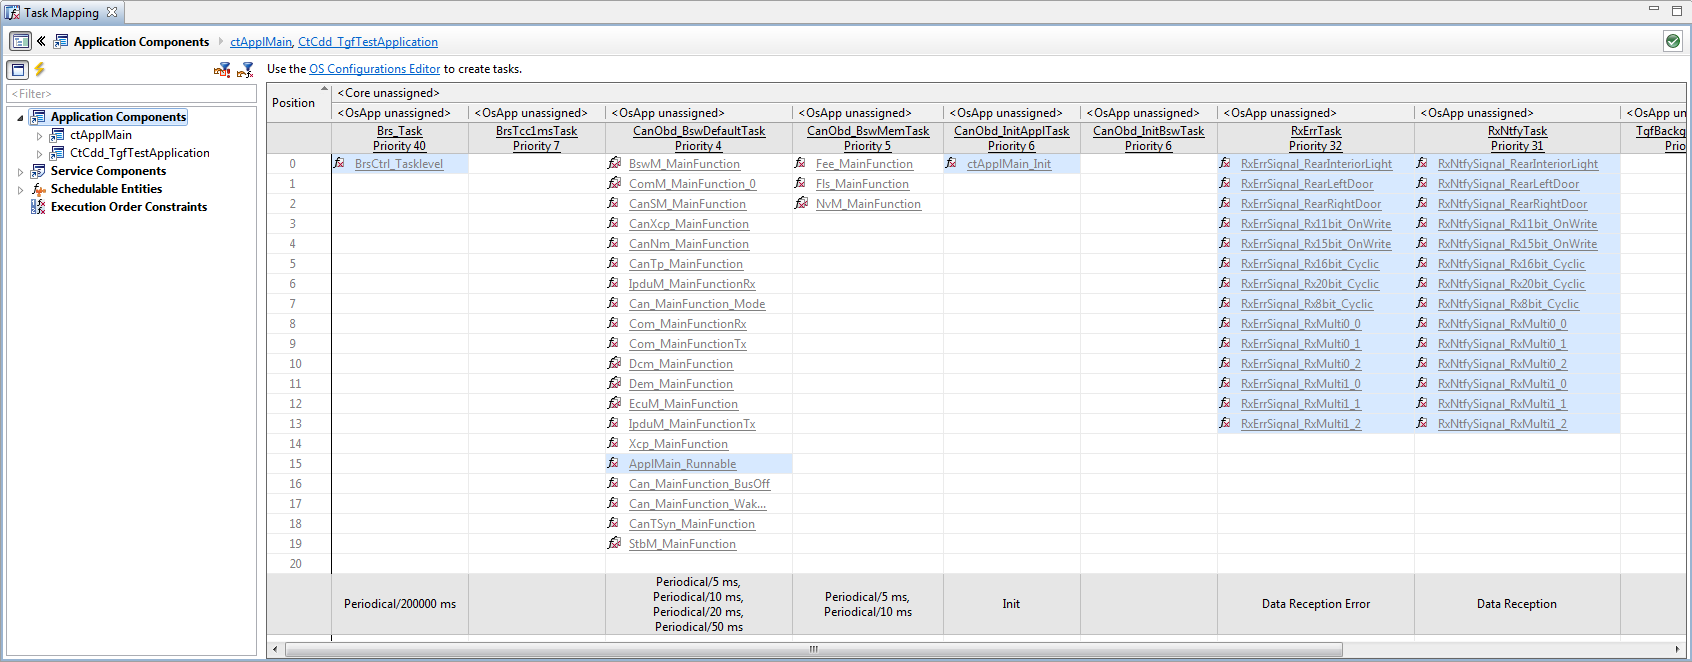 Task Mapping
Application Components ctApplMain, CtCdd_TgfTestApplication
Use the OS Configurations Editor to create tasks.
<Filter>
Application Components
ctApplMain
CtCdd_TgfTestApplication
Service Components
Schedulable Entities
Execution Order Constraints
Position <Core unassigned>
<OsApp unassigned> <OsApp unassigned> <OsApp unassigned> <OsApp unassigned> <OsApp unassigned> <OsApp unassigned> <OsApp unassigned> <OsApp unassigned> <OsApp un
Brs_Task BrsTcc1msTask CanObd_BswDefaultTask CanObd_BswMemTask CanObd_InitApplTask CanObd_InitBswTask RxErrTask RxNtfyTask TgfBackg
Priority 40 Priority 7 Priority 4 Priority 5 Priority 6 Priority 6 Priority 32 Priority 31 Prio
0 BrsCtrl_Tasklevel BswM_MainFunction Fee_MainFunction ctApplMain_Init RxErrSignal_RearInteriorLight RxNtfySignal_RearInteriorLight
1 ComM_MainFunction_0 Fls_MainFunction RxErrSignal_RearLeftDoor RxNtfySignal_RearLeftDoor
2 CanSM_MainFunction NvM_MainFunction RxErrSignal_RearRightDoor RxNtfySignal_RearRightDoor
3 CanXcp_MainFunction RxErrSignal_Rx11bit_OnWrite RxNtfySignal_Rx11bit_OnWrite
4 CanNm_MainFunction RxErrSignal_Rx15bit_OnWrite RxNtfySignal_Rx15bit_OnWrite
5 CanTp_MainFunction RxErrSignal_Rx16bit_Cyclic RxNtfySignal_Rx16bit_Cyclic
6 IpduM_MainFunctionRx RxErrSignal_Rx20bit_Cyclic RxNtfySignal_Rx20bit_Cyclic
7 Can_MainFunction_Mode RxErrSignal_Rx8bit_Cyclic RxNtfySignal_Rx8bit_Cyclic
8 Com_MainFunctionRx RxErrSignal_RxMulti0_0 RxNtfySignal_RxMulti0_0
9 Com_MainFunctionTx RxErrSignal_RxMulti0_1 RxNtfySignal_RxMulti0_1
10 Dcm_MainFunction RxErrSignal_RxMulti0_2 RxNtfySignal_RxMulti0_2
11 Dem_MainFunction RxErrSignal_RxMulti1_0 RxNtfySignal_RxMulti1_0
12 EcuM_MainFunction RxErrSignal_RxMulti1_1 RxNtfySignal_RxMulti1_1
13 IpduM_MainFunctionTx RxErrSignal_RxMulti1_2 RxNtfySignal_RxMulti1_2
14 Xcp_MainFunction
15 ApplMain_Runnable
16 Can_MainFunction_BusOff
17 Can_MainFunction_Wak...
18 CanTSyn_MainFunction
19 StbM_MainFunction
20
Periodical/200000 ms
Periodical/5 ms,
Periodical/10 ms,
Periodical/20 ms,
Periodical/50 ms
Periodical/5 ms,
Periodical/10 ms
Init
Data Reception Error
Data Reception